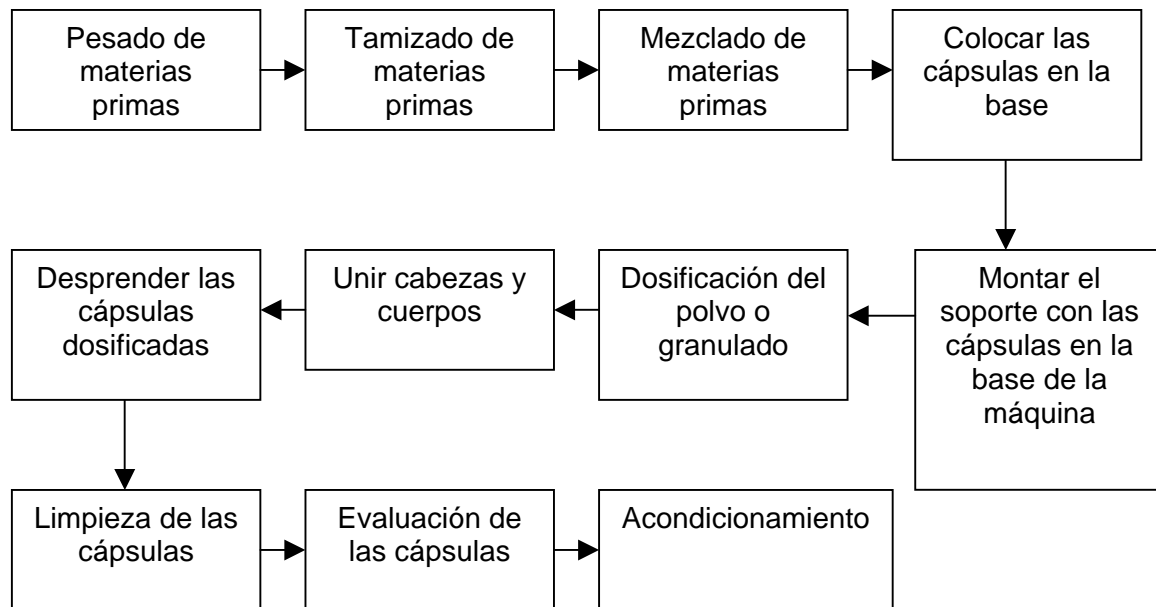 Pesado de
materias
primas
Tamizado de
materias
primas
Mezclado de
materias
primas
Colocar las
cápsulas en la
base
Montar el
soporte con las
cápsulas en la
base de la
máquina
Dosificación del
polvo o
granulado
Unir cabezas y
cuerpos
Desprender las
cápsulas
dosificadas
Limpieza de las
cápsulas
Evaluación de
las cápsulas
Acondicionamiento